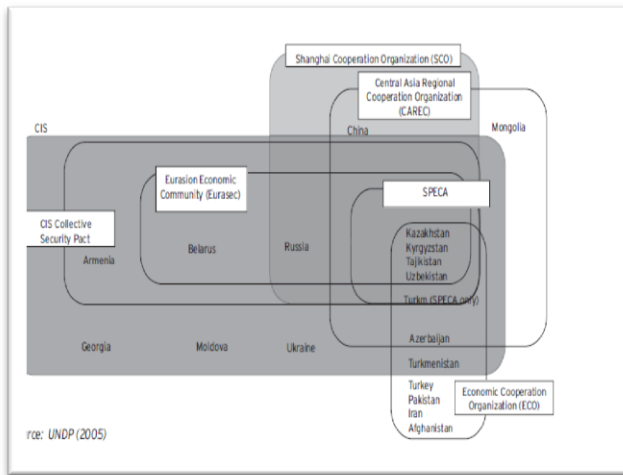 Shanghai Cooperation Organization (SCO)
Central Asia Regional
Cooperation Organization
(CAREC)
CIS
China
Mongolia
Eurasion Economic
Community (Eurasec)
SPECA
CIS Collective
Security Pact
Armenia
Belarus
Russia
Kazakhstan
Kyrgyzstan
Tajikistan
Uzbekistan
Turkm (SPECA only)
Georgia
Moldova
Ukraine
Azerbaijan
Turkmenistan
Turkey
Pakistan
Iran
Afghanistan
Economic Cooperation
Organization (ECO)
rce: UNDP (2005)